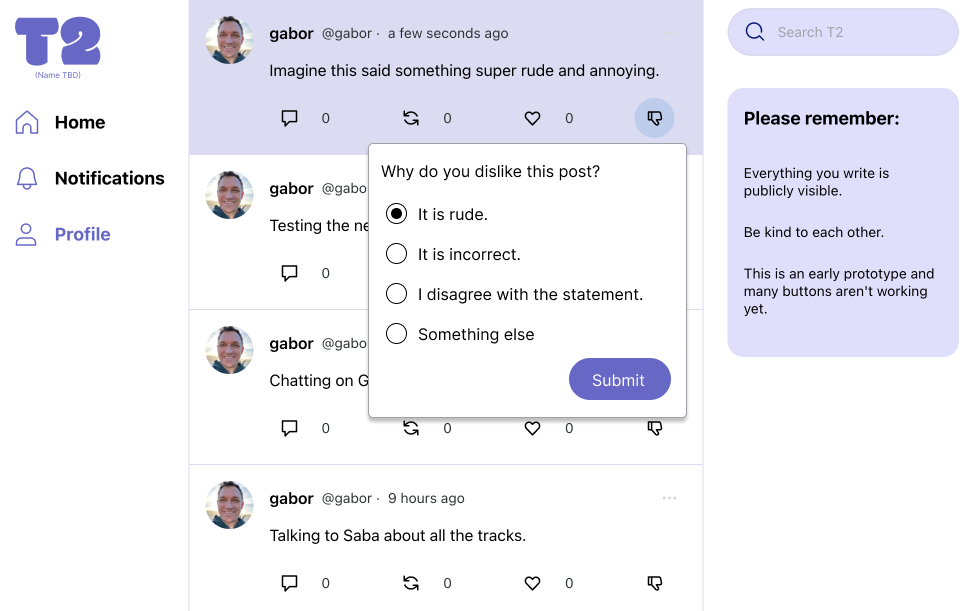 T2
(Name TBD)
Home
Notifications
Profile
gabor @gabor · a few seconds ago
Imagine this said something super rude and annoying.
0 0 0
Why do you dislike this post?
It is rude.
It is incorrect.
I disagree with the statement.
Something else
Submit
gabor
Testing the
0
gabor
Chatting on
0 0 0
gabor @gabor · 9 hours ago
Talking to Saba about all the tracks.
0 0 0
Search T2
Please remember:
Everything you write is
publicly visible.
Be kind to each other.
This is an early prototype and
many buttons aren't working
yet.